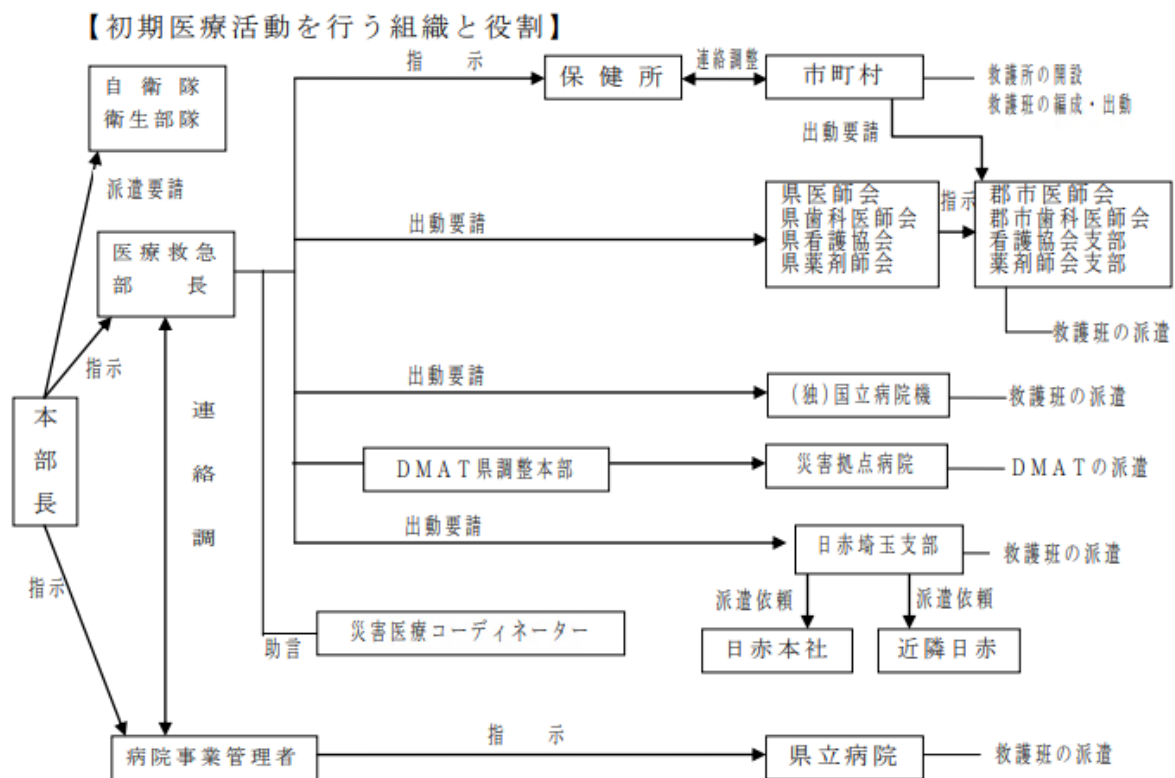 【初期医療活動を行う組織と役割】
指 示
保健所
連絡調整
市町村
救護所の開設
救護班の編成・出動
自衛隊
衛生部隊
出動要請
派遣要請
県医師会
県歯科医師会
県看護協会
県薬剤師会
指示
郡市医師会
郡市歯科医師会
看護協会支部
薬剤師会支部
出動要請
医療救急
部 長
救護班の派遣
指示
出動要請
(独)国立病院機
救護班の派遣
本部長
連絡調
DMAT県調整本部
災害拠点病院
DMATの派遣
出動要請
日赤埼玉支部
救護班の派遣
指示
派遣依頼
派遣依頼
災害医療コーディネーター
助言
日赤本社
近隣日赤
指 示
病院事業管理者
県立病院
救護班の派遣